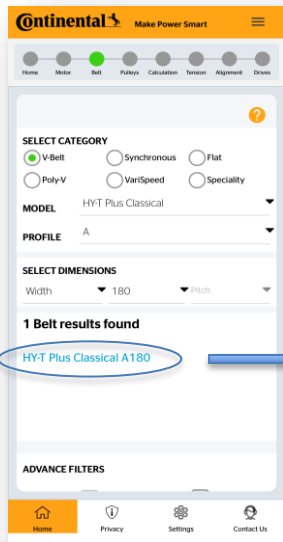 Continental Make Power Smart
Home Motor Belt Pulleys Calculation Tension Alignment Drives
?
SELECT CATEGORY
V-Belt Synchronous Flat
Poly-V VariSpeed Speciality
MODEL HY-T Plus Classical
PROFILE A
SELECT DIMENSIONS
Width 180 Pitch
1 Belt results found
HY-T Plus Classical A180
ADVANCE FILTERS
Home Privacy Settings Contact Us